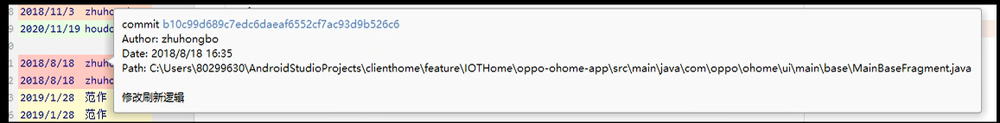 8 2018/11/3 zhuho
commit b10c99d689c7edc6daeaf6552cf7ac93d9b526c6
9 2020/11/19 houdc
Author: zhuhongbo
0
Date: 2018/8/18 16:35
1 2018/8/18 zhuho
Path: C:\Users\80299630\AndroidStudioProjects\clienthome\feature\IOTHome\oppo-ohome-app\src\main\java\com\oppo\ohome\ui\main\base\MainBaseFragment.java
2 2018/8/18 zhuho
3 2019/1/28 范作
修改刷新逻辑
6 2019/1/28 范作